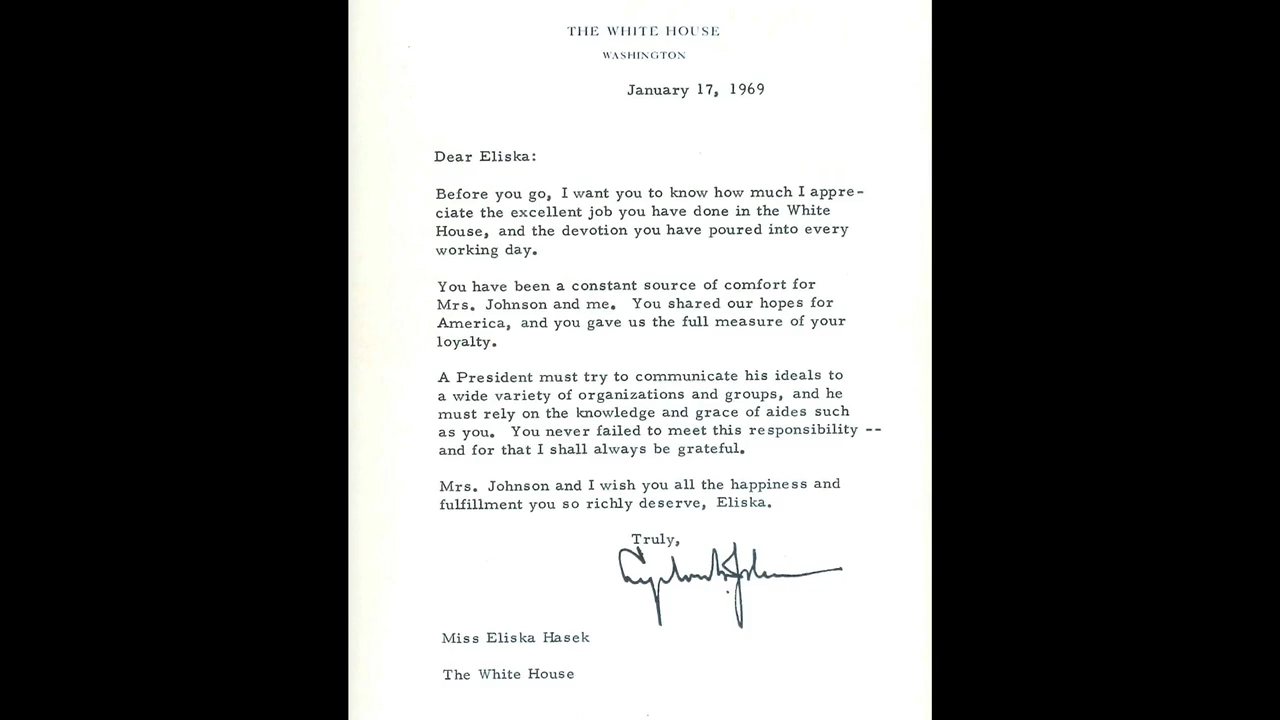 THE WHITE HOUSE
WASHINGTON
January 17, 1969
Dear Eliska:
Before you go, I want you to know how much I appre-
ciate the excellent job you have done in the White
House, and the devotion you have poured into every
working day.
You have been a constant source of comfort for
Mrs. Johnson and me. You shared our hopes for
America, and you gave us the full measure of your
loyalty.
A President must try to communicate his ideals to
a wide variety of organizations and groups, and he
must rely on the knowledge and grace of aides such
as you. You never failed to meet this responsibility --
and for that I shall always be grateful.
Mrs. Johnson and I wish you all the happiness and
fulfillment you so richly deserve, Eliska.
Truly,
Lyndon B. Johnson
Miss Eliska Hasek
The White House